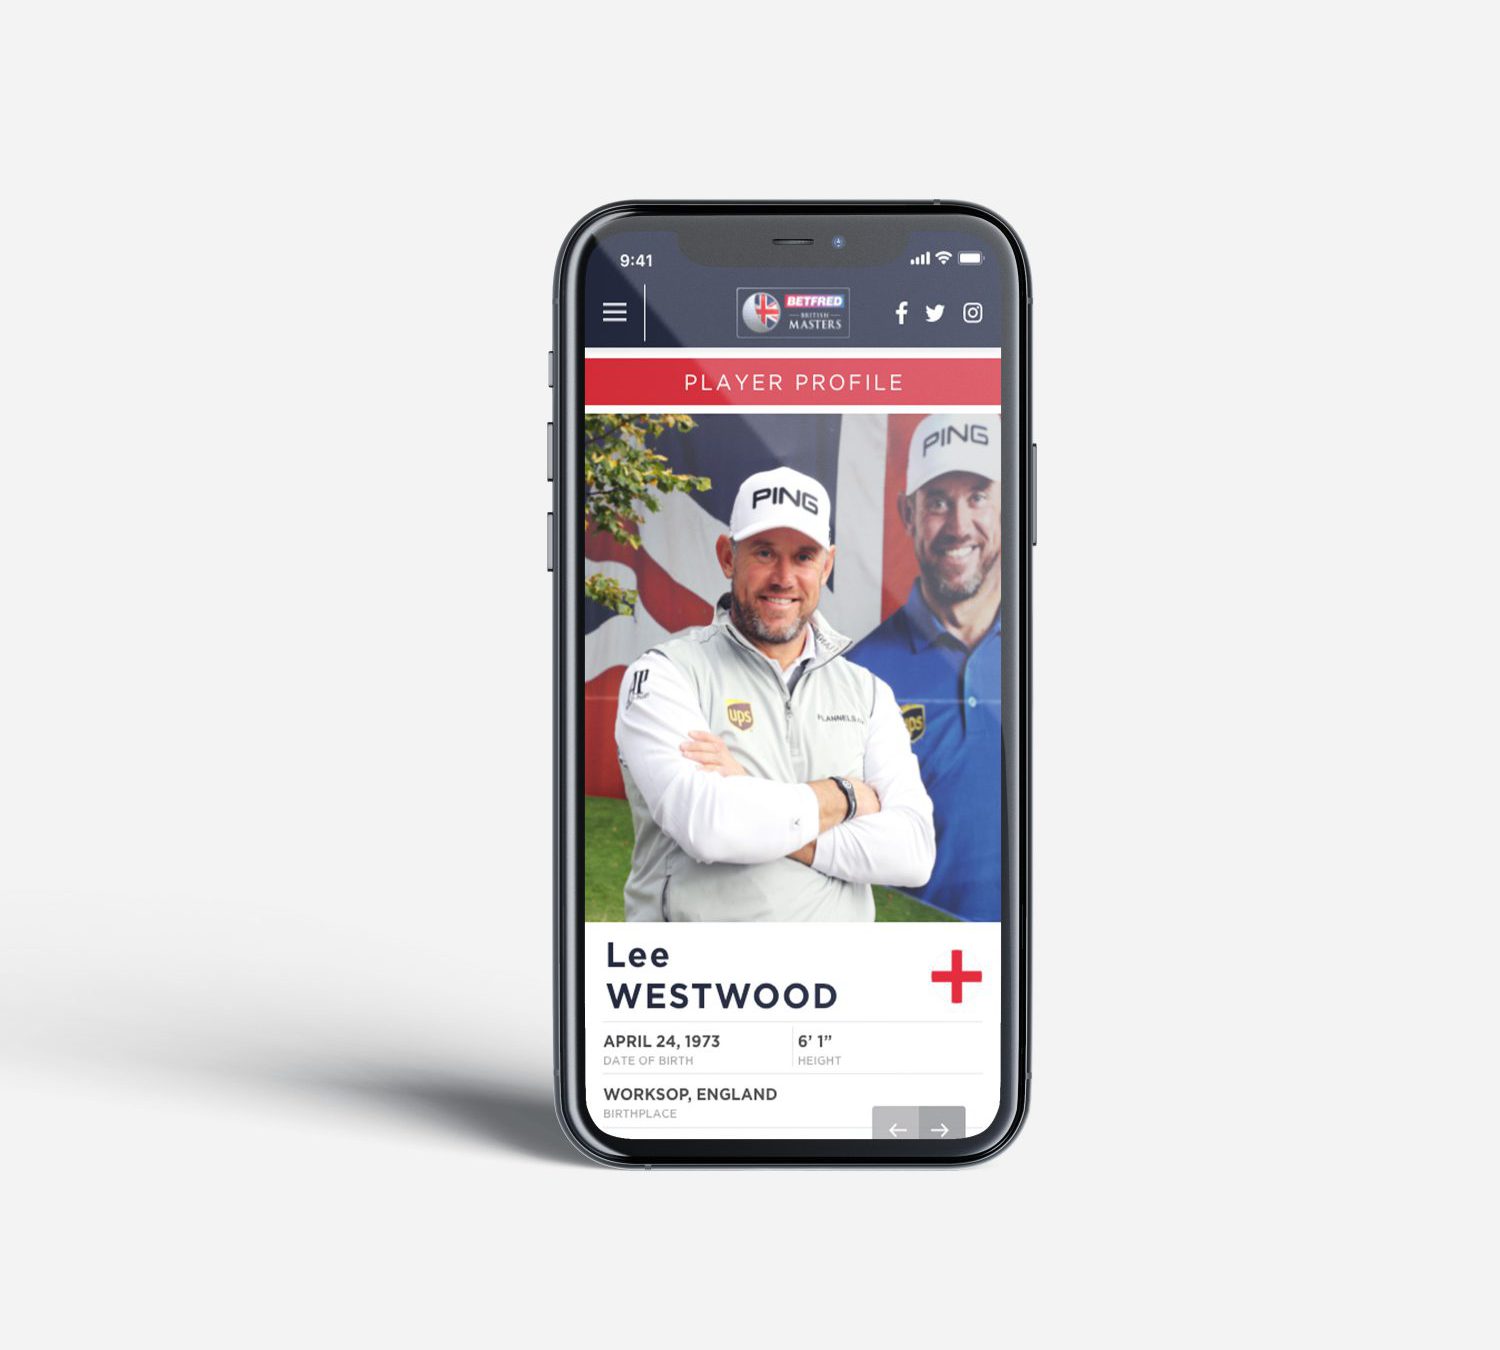 9:41
BETFRED
BRITISH
MASTERS
PLAYER PROFILE
PING
PING
ups
FLANNELS
Lee
WESTWOOD
APRIL 24, 1973
6’ 1”
DATE OF BIRTH
HEIGHT
WORKSOP, ENGLAND
BIRTHPLACE